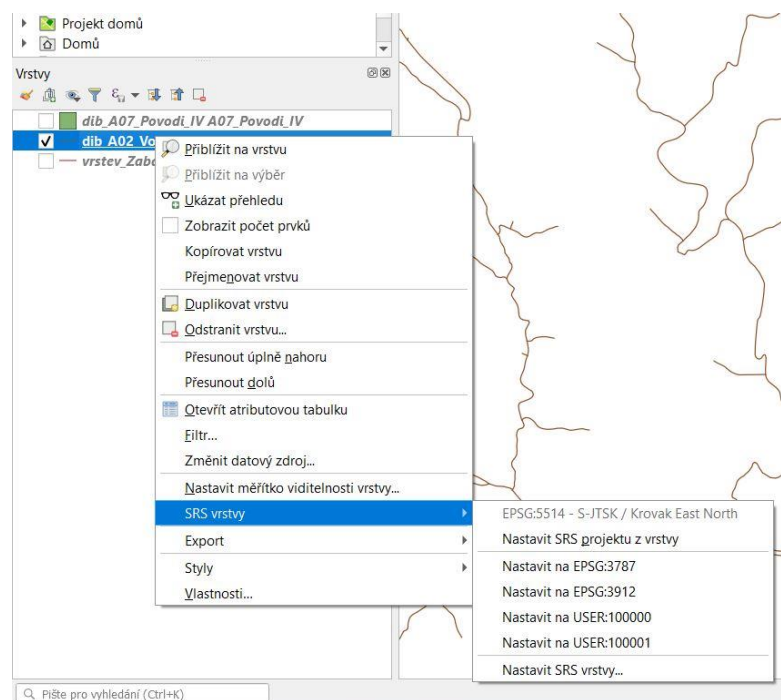 Projekt domů
Domů
Vrstvy
dib_A07_Povodi_IV A07_Povodi_IV
dib_A02_Vo
vrstev_Zaba
Přiblížit na vrstvu
Přiblížit na výběr
Ukázat přehledu
Zobrazit počet prvků
Kopírovat vrstvu
Přejmenovat vrstvu
Duplikovat vrstvu
Odstranit vrstvu...
Přesunout úplně nahoru
Přesunout dolů
Otevřít atributovou tabulku
Filtr...
Změnit datový zdroj...
Nastavit měřítko viditelnosti vrstvy...
SRS vrstvy
Export
Styly
Vlastnosti...
EPSG:5514 - S-JTSK / Krovak East North
Nastavit SRS projektu z vrstvy
Nastavit na EPSG:3787
Nastavit na EPSG:3912
Nastavit na USER:100000
Nastavit na USER:100001
Nastavit SRS vrstvy...
Pište pro vyhledání (Ctrl+K)